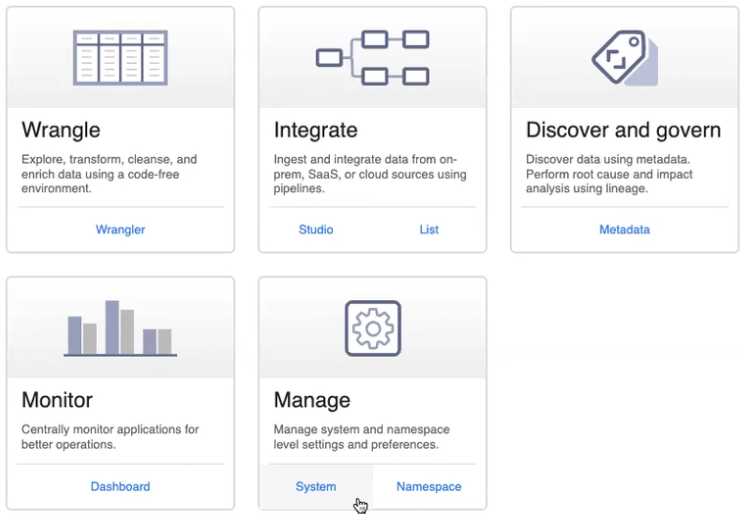 Wrangle
Explore, transform, cleanse, and
enrich data using a code-free
environment.
Wrangler
Integrate
Ingest and integrate data from on-
prem, SaaS, or cloud sources using
pipelines.
Studio
List
Discover and govern
Discover data using metadata.
Perform root cause and impact
analysis using lineage.
Metadata
Monitor
Centrally monitor applications for
better operations.
Dashboard
Manage
Manage system and namespace
level settings and preferences.
System
Namespace